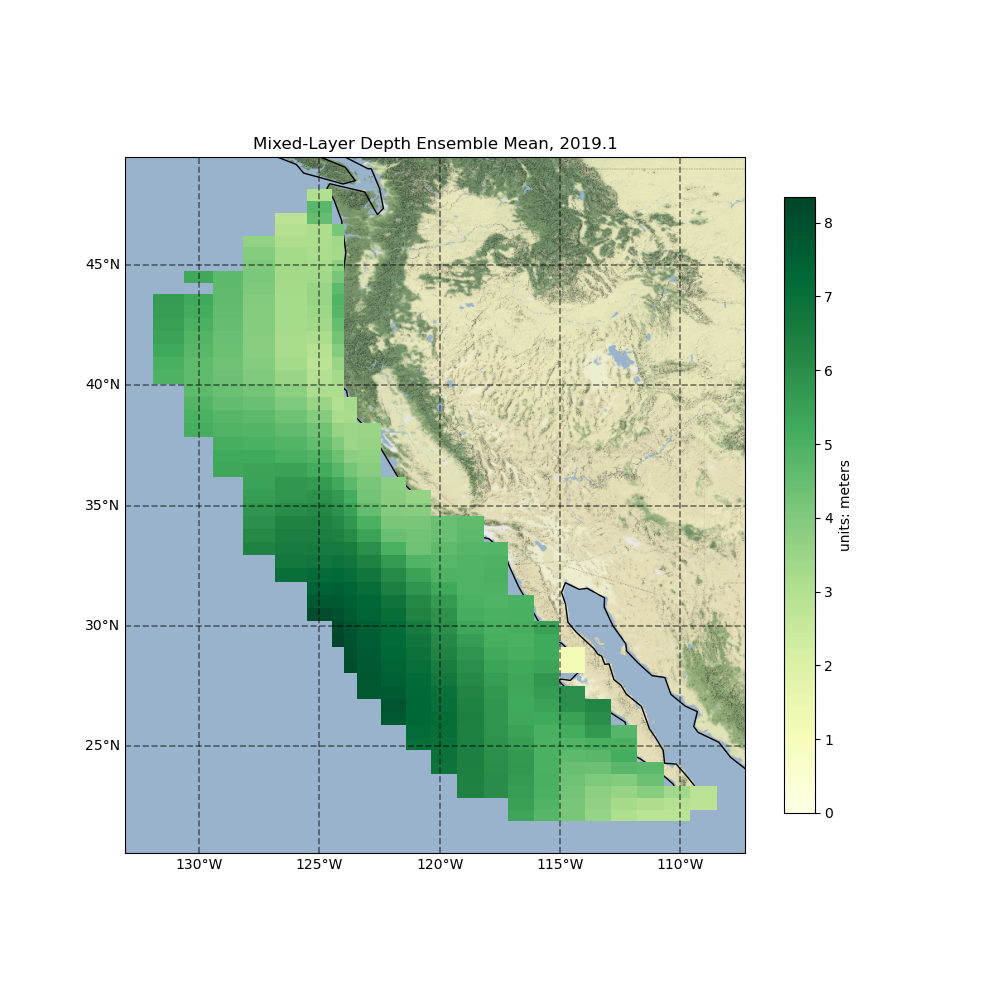 Mixed-Layer Depth Ensemble Mean, 2019.1
45°N
40°N
35°N
30°N
25°N
130°W
125°W
120°W
115°W
110°W
8
7
6
5
4
3
2
1
0
units: meters